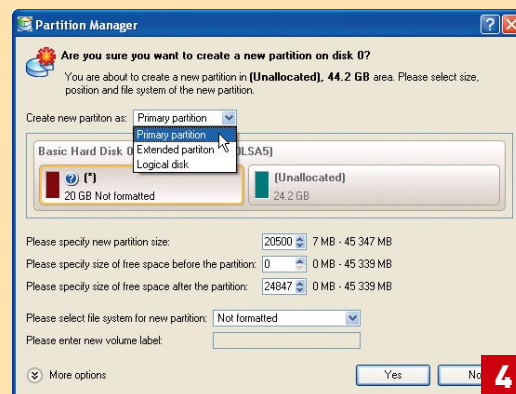 Partition Manager
Are you sure you want to create a new partition on disk 0?
You are about to create a new partition in (Unallocated), 44.2 GB area. Please select size,
position and file system of the new partition.
Create new partiton as: Primary partition
Primary partition
Extended partiton
Logical disk
Basic Hard Disk 0 0LSA5)
(*)
20 GB Not formatted
(Unallocated)
24.2 GB
Please specify new partition size: 20500 7 MB - 45 347 MB
Please specify size of free space before the partition: 0 0 MB - 45 339 MB
Please specify size of free space after the partition: 24847 0 MB - 45 339 MB
Please select file system for new partition: Not formatted
Please enter new volume label:
More options
Yes
No
4